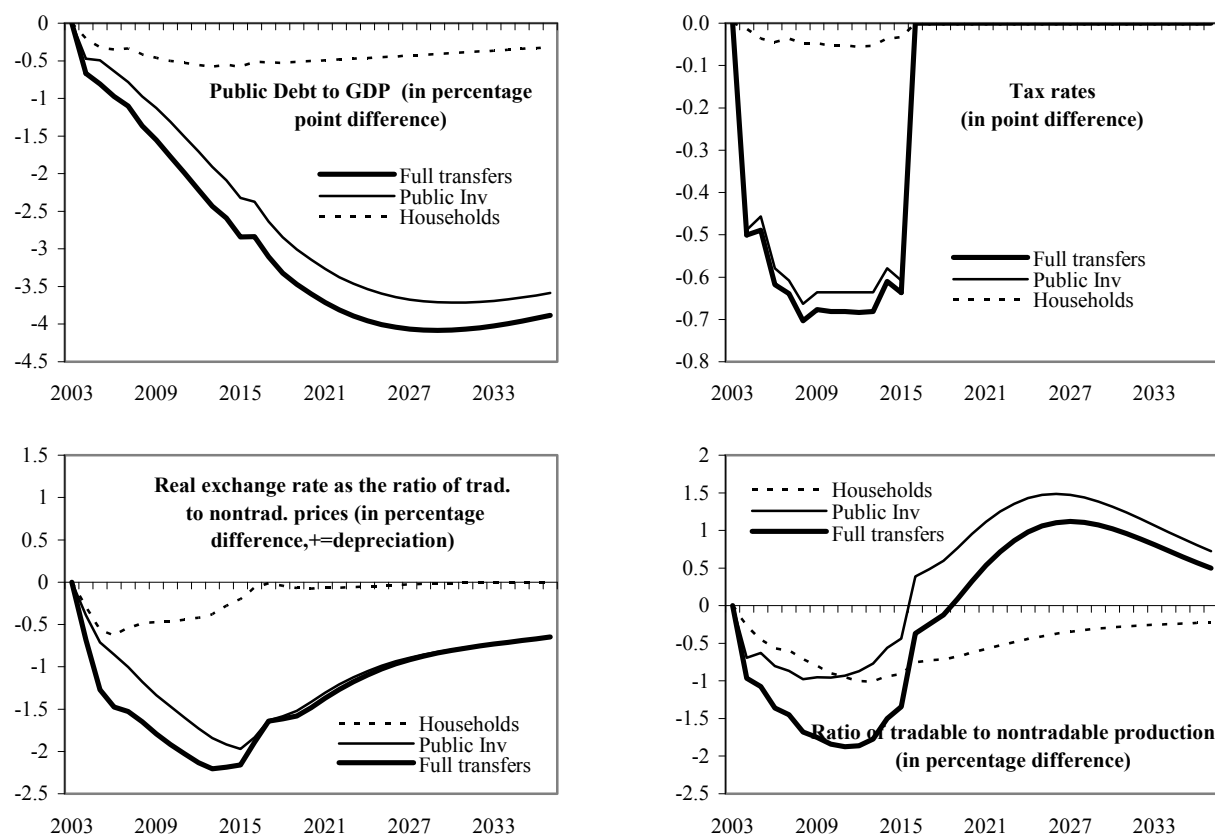 0
-0.5
-1
-1.5
-2
-2.5
-3
-3.5
-4
-4.5
Public Debt to GDP (in percentage
point difference)
Full transfers
Public Inv
Households
2003 2009 2015 2021 2027 2033
0.0
-0.1
-0.2
-0.3
-0.4
-0.5
-0.6
-0.7
-0.8
Tax rates
(in point difference)
Full transfers
Public Inv
Households
2003 2009 2015 2021 2027 2033
1.5
1
0.5
0
-0.5
-1
-1.5
-2
-2.5
Real exchange rate as the ratio of trad.
to nontrad. prices (in percentage
difference,+=depreciation)
Households
Public Inv
Full transfers
2003 2009 2015 2021 2027 2033
2
1.5
1
0.5
0
-0.5
-1
-1.5
-2
-2.5
Households
Public Inv
Full transfers
Ratio of tradable to nontradable production
(in percentage difference)
2003 2009 2015 2021 2027 2033